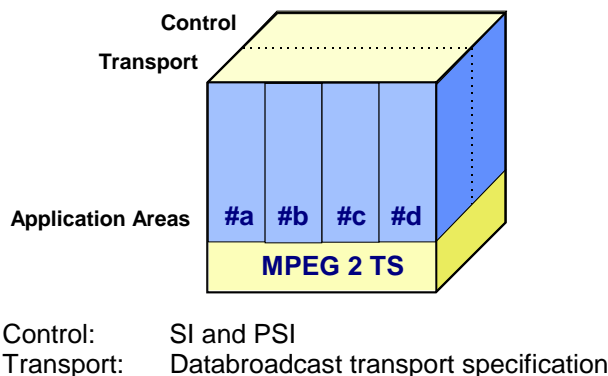 Control
Transport
Application Areas
#a #b #c #d
MPEG 2 TS
Control: SI and PSI
Transport: Databroadcast transport specification